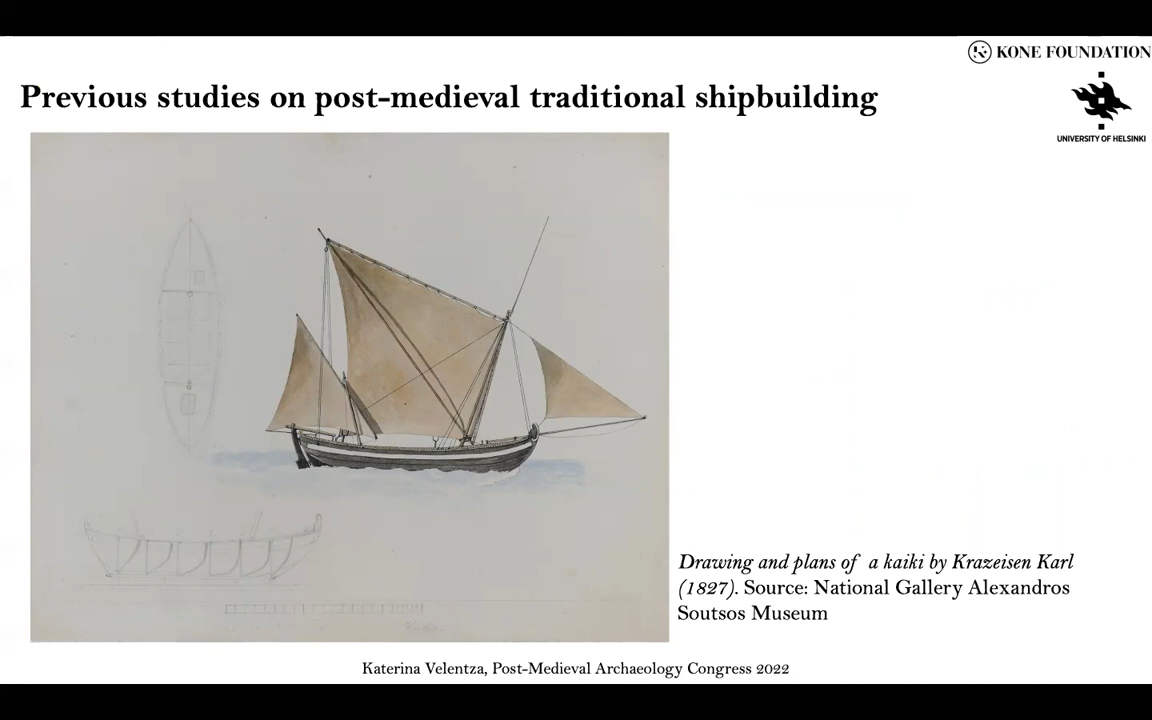 KONE FOUNDATION
Previous studies on post-medieval traditional shipbuilding
UNIVERSITY OF HELSINKI
Drawing and plans of a kaiki by Krazeisen Karl
(1827). Source: National Gallery Alexandros
Soutsos Museum
Katerina Velentza, Post-Medieval Archaeology Congress 2022